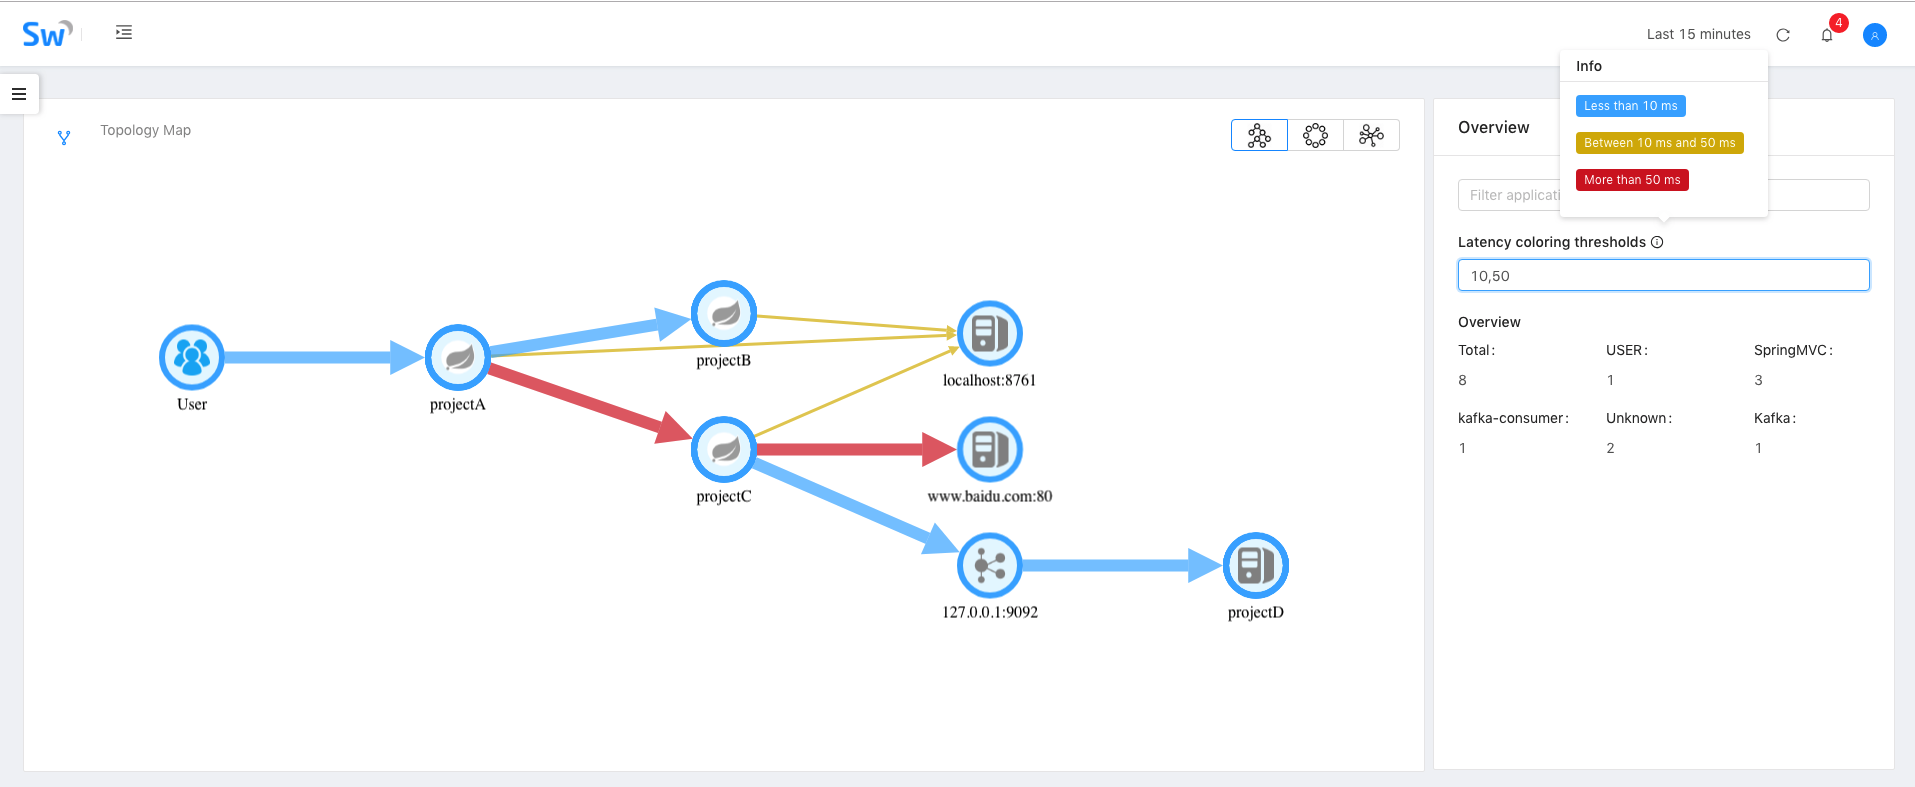 Sw
Last 15 minutes
4
Info
Less than 10 ms
Between 10 ms and 50 ms
More than 50 ms
Topology Map
Overview
Filter applicati
Latency coloring thresholds
10,50
Overview
Total:
USER:
SpringMVC:
8
1
3
kafka-consumer:
Unknown:
Kafka:
1
2
1
User
projectA
projectB
projectC
localhost:8761
www.baidu.com:80
127.0.0.1:9092
projectD